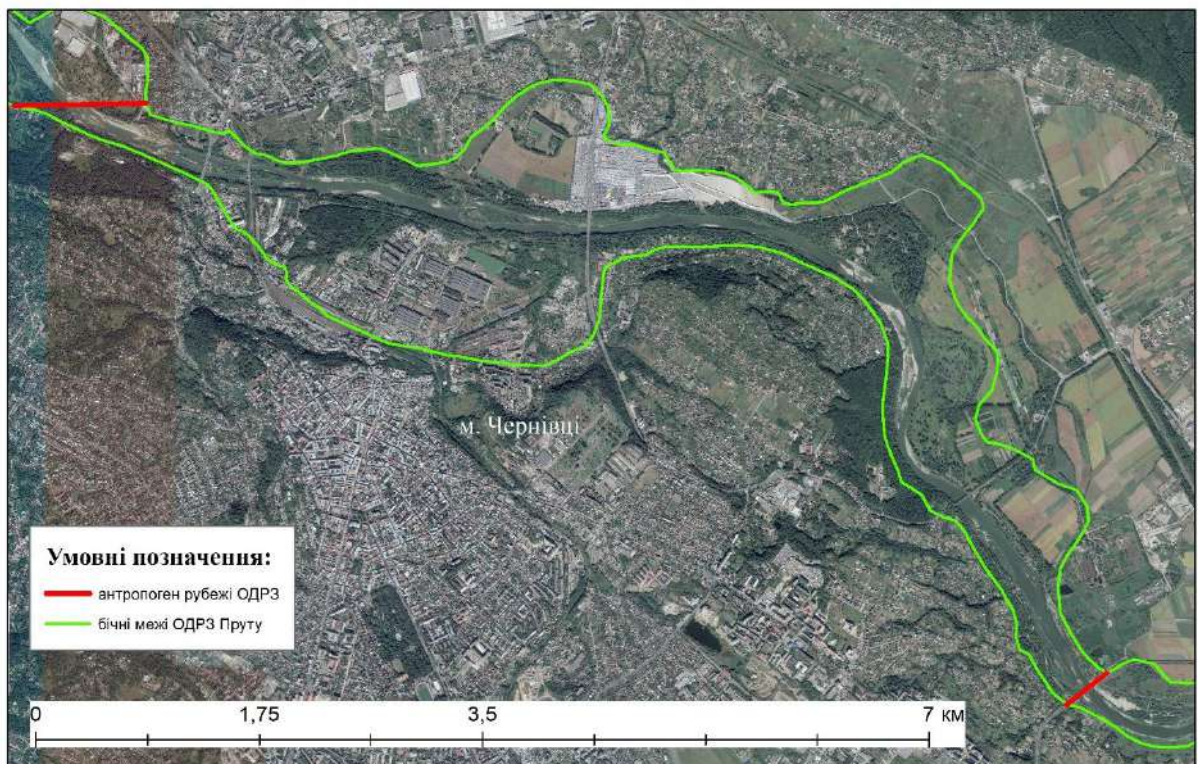 м. Чернівці
Умовні позначення:
антропоген рубежі ОДРЗ
бічні межі ОДРЗ Пруту
0 1,75 3,5 7 км